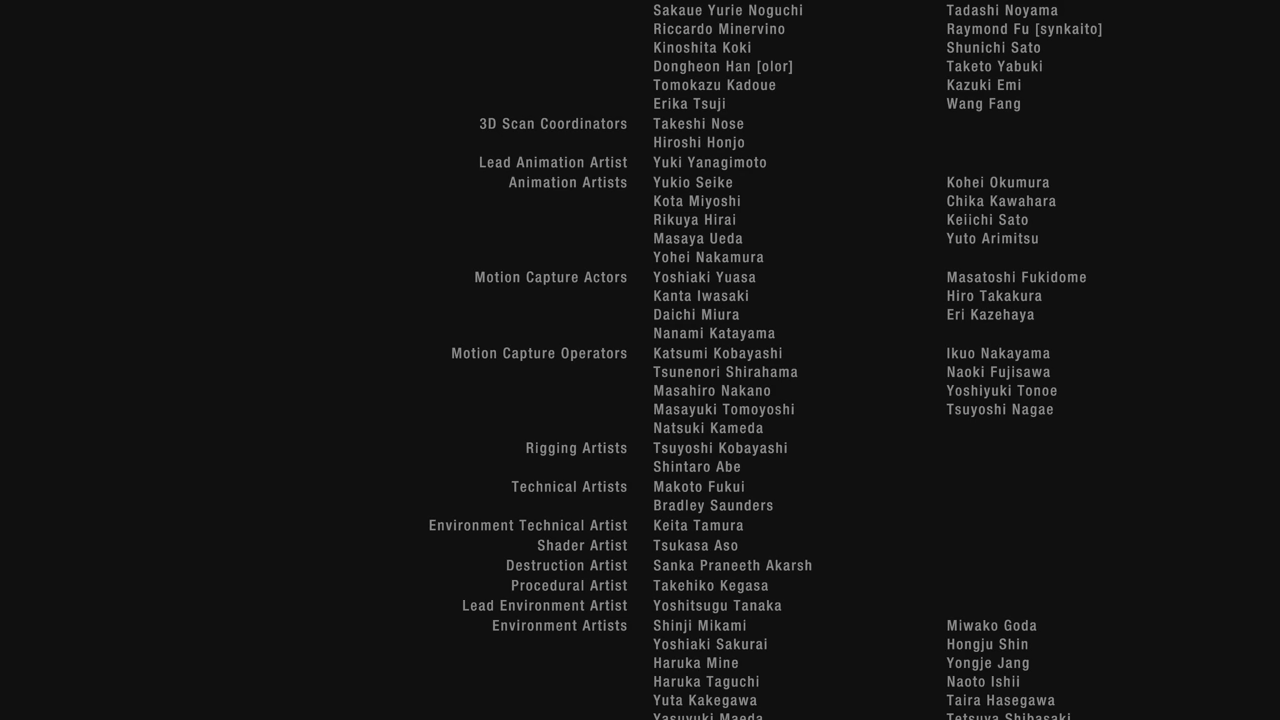 Sakaue Yurie Noguchi Tadashi Noyama
Riccardo Minervino Raymond Fu [synkaito]
Kinoshita Koki Shunichi Sato
Dongheon Han [olor] Taketo Yabuki
Tomokazu Kadoue Kazuki Emi
Erika Tsuji Wang Fang
3D Scan Coordinators Takeshi Nose
Hiroshi Honjo
Lead Animation Artist Yuki Yanagimoto
Animation Artists Yukio Seike Kohei Okumura
Kota Miyoshi Chika Kawahara
Rikuya Hirai Keiichi Sato
Masaya Ueda Yuto Arimitsu
Yohei Nakamura
Motion Capture Actors Yoshiaki Yuasa Masatoshi Fukidome
Kanta Iwasaki Hiro Takakura
Daichi Miura Eri Kazehaya
Nanami Katayama
Motion Capture Operators Katsumi Kobayashi Ikuo Nakayama
Tsunenori Shirahama Naoki Fujisawa
Masahiro Nakano Yoshiyuki Tonoe
Masayuki Tomoyoshi Tsuyoshi Nagae
Natsuki Kameda
Rigging Artists Tsuyoshi Kobayashi
Shintaro Abe
Technical Artists Makoto Fukui
Bradley Saunders
Environment Technical Artist Keita Tamura
Shader Artist Tsukasa Aso
Destruction Artist Sanka Praneeth Akarsh
Procedural Artist Takehiko Kegasa
Lead Environment Artist Yoshitsugu Tanaka
Environment Artists Shinji Mikami Miwako Goda
Yoshiaki Sakurai Hongju Shin
Haruka Mine Yongje Jang
Haruka Taguchi Naoto Ishii
Yuta Kakegawa Taira Hasegawa
Yasuyuki Maeda Tetsuya Shibasaki